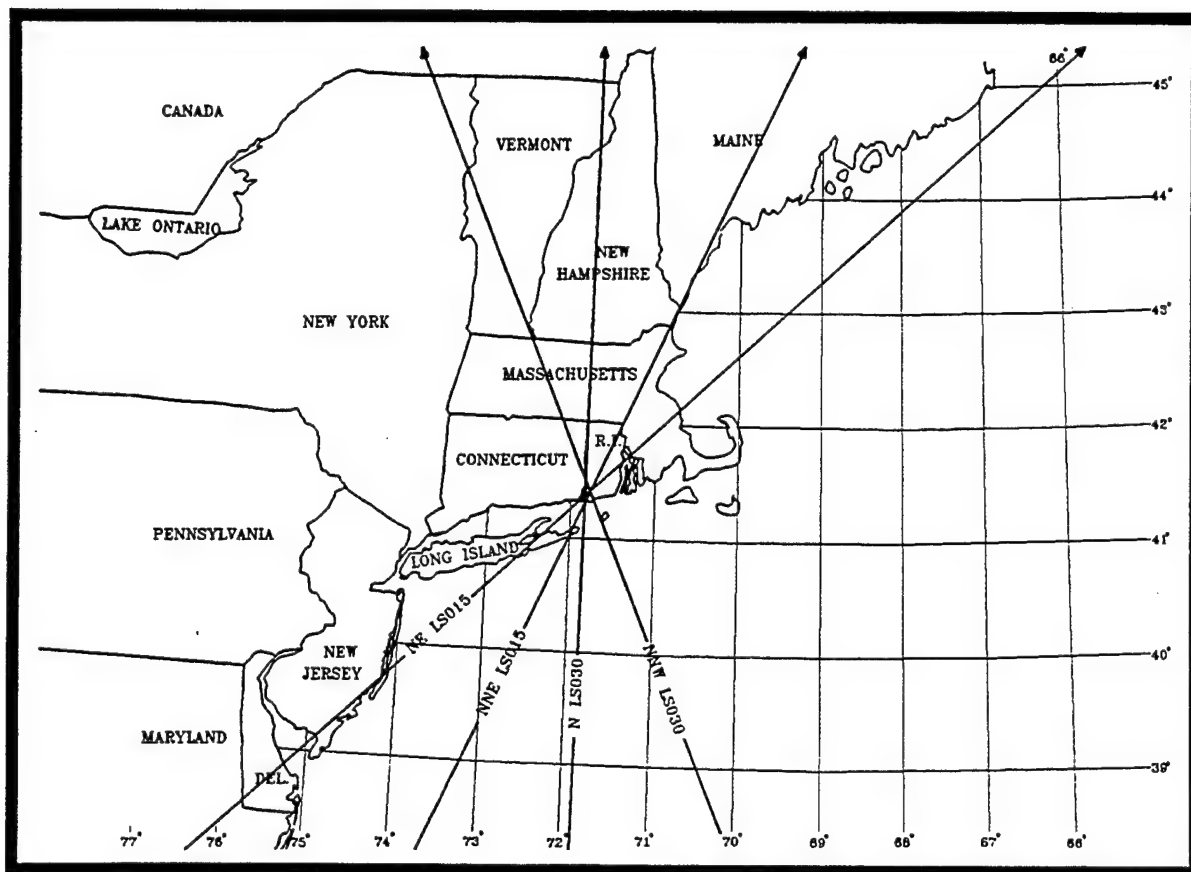 66°
45°
CANADA
VERMONT
MAINE
44°
LAKE ONTARIO
NEW
HAMPSHIRE
43°
NEW YORK
MASSACHUSETTS
42°
R.I.
CONNECTICUT
PENNSYLVANIA
LONG ISLAND
41°
NE LS015
NNE LS015
N LS030
NNW LS030
40°
NEW
JERSEY
MARYLAND
DEL.
39°
77° 76° 75° 74° 73° 72° 71° 70° 69° 68° 67° 66°